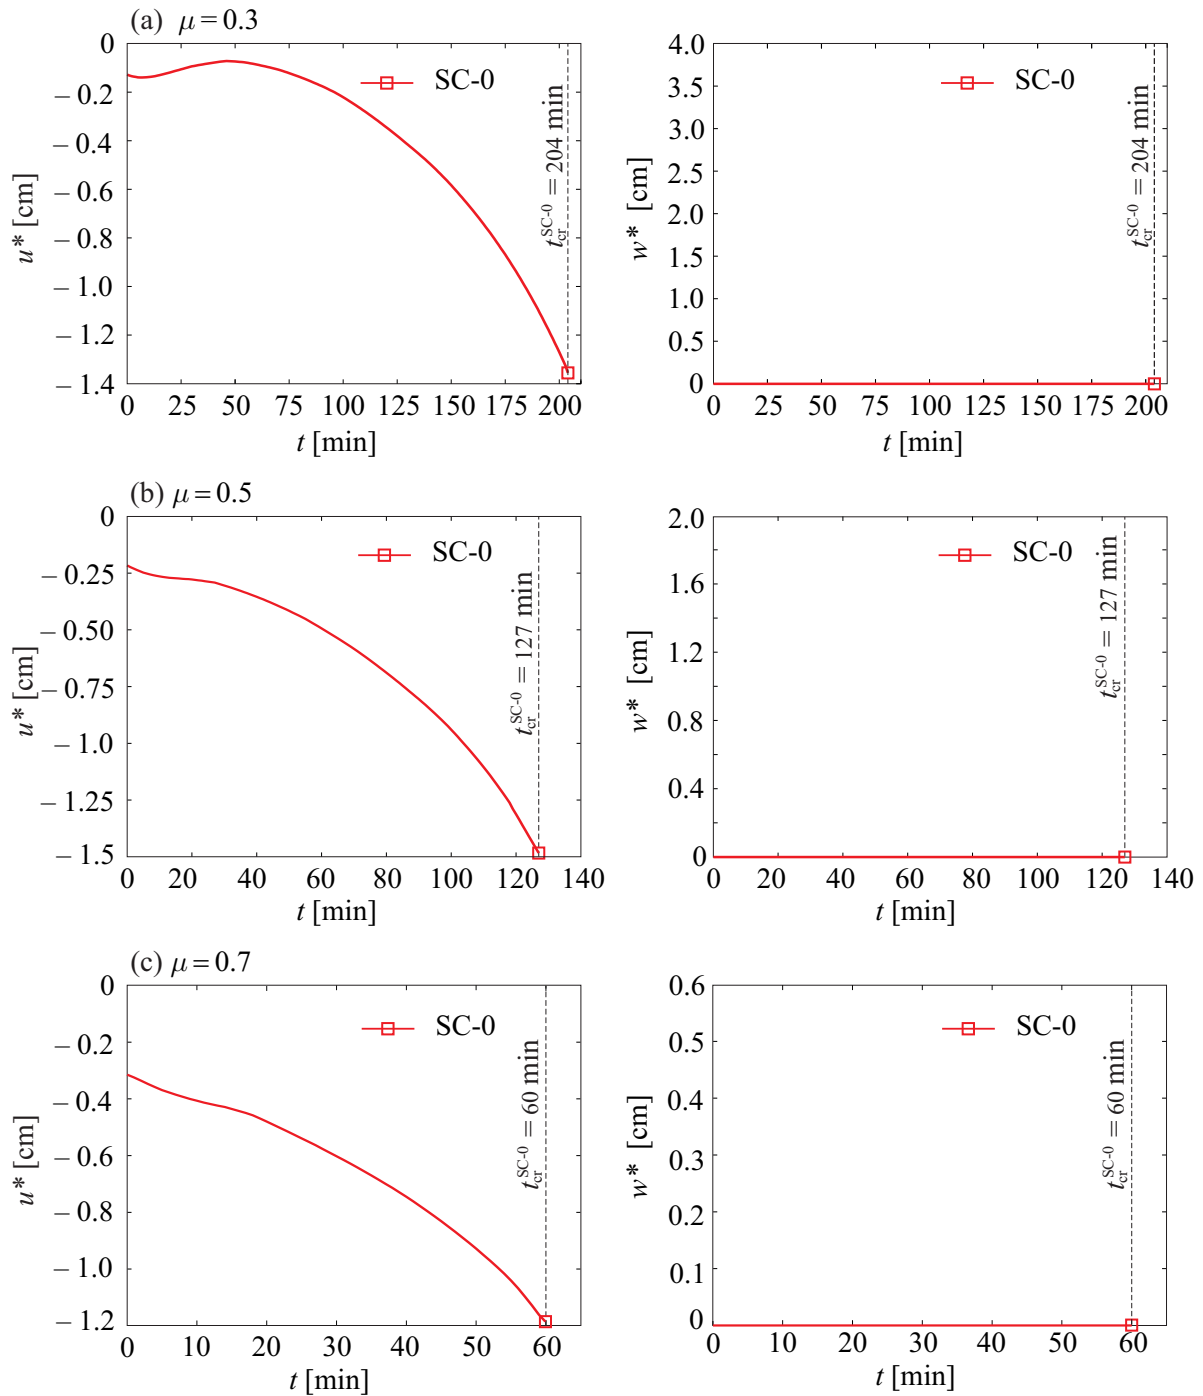 (a) μ = 0.3
0
– 0.2
– 0.4
– 0.6
– 0.8
– 1.0
– 1.2
– 1.4
u* [cm]
SC-0
t_cr^SC-0 = 204 min
0 25 50 75 100 125 150 175 200
t [min]
4.0
3.5
3.0
2.5
2.0
1.5
1.0
0.5
0
w* [cm]
SC-0
t_cr^SC-0 = 204 min
0 25 50 75 100 125 150 175 200
t [min]
(b) μ = 0.5
0
– 0.25
– 0.50
– 0.75
– 1.0
– 1.25
– 1.5
u* [cm]
SC-0
t_cr^SC-0 = 127 min
0 20 40 60 80 100 120 140
t [min]
2.0
1.6
1.2
0.8
0.4
0
w* [cm]
SC-0
t_cr^SC-0 = 127 min
0 20 40 60 80 100 120 140
t [min]
(c) μ = 0.7
0
– 0.2
– 0.4
– 0.6
– 0.8
– 1.0
– 1.2
u* [cm]
SC-0
t_cr^SC-0 = 60 min
0 10 20 30 40 50 60
t [min]
0.6
0.5
0.4
0.3
0.2
0.1
0
w* [cm]
SC-0
t_cr^SC-0 = 60 min
0 10 20 30 40 50 60
t [min]